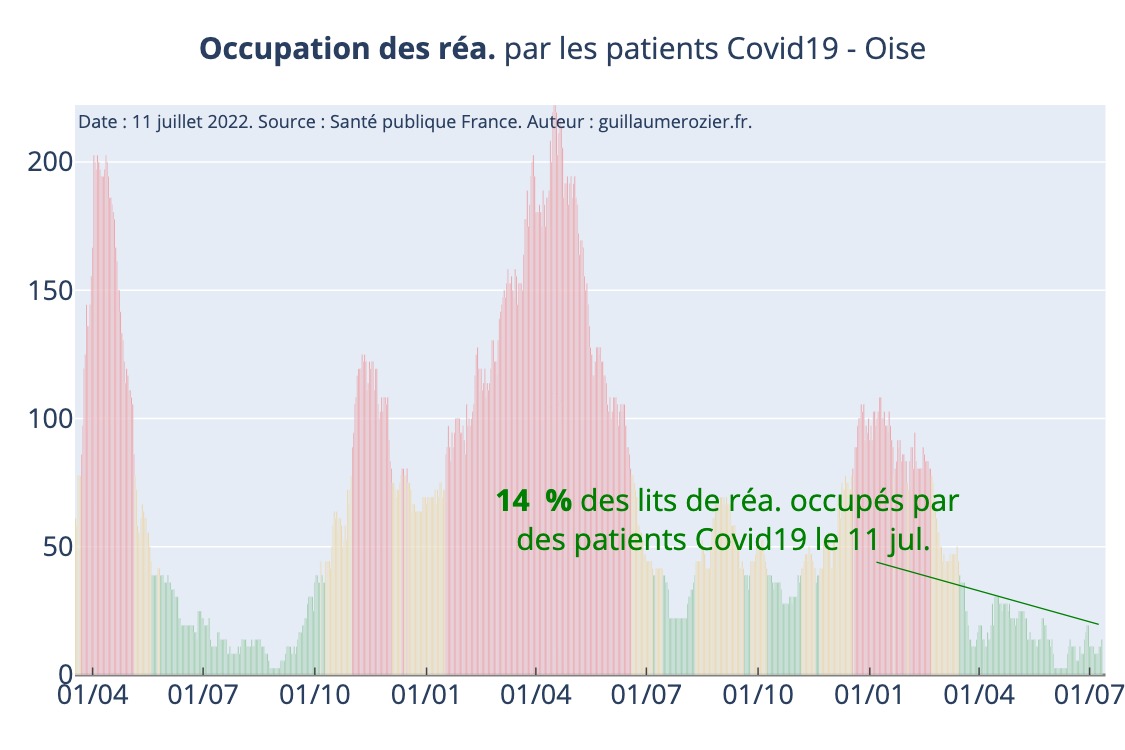 Occupation des réa. par les patients Covid19 - Oise
Date : 11 juillet 2022. Source : Santé publique France. Auteur : guillaumerozier.fr.
200
150
100
14 % des lits de réa. occupés par
des patients Covid19 le 11 jul.
50
0
01/04 01/07 01/10 01/01 01/04 01/07 01/10 01/01 01/04 01/07